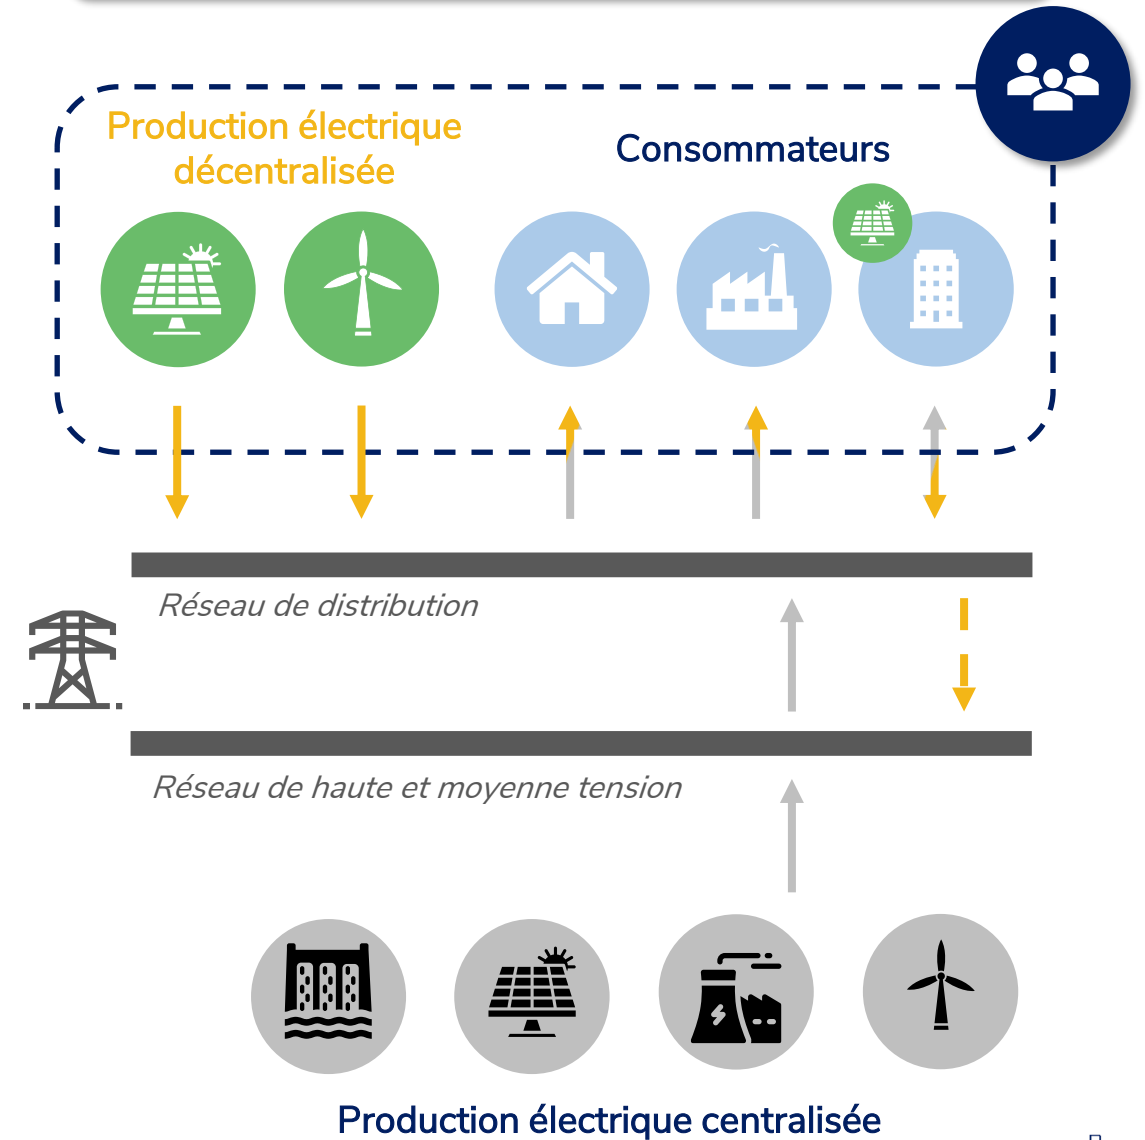 Production électrique
décentralisée
Consommateurs
Réseau de distribution
Réseau de haute et moyenne tension
Production électrique centralisée